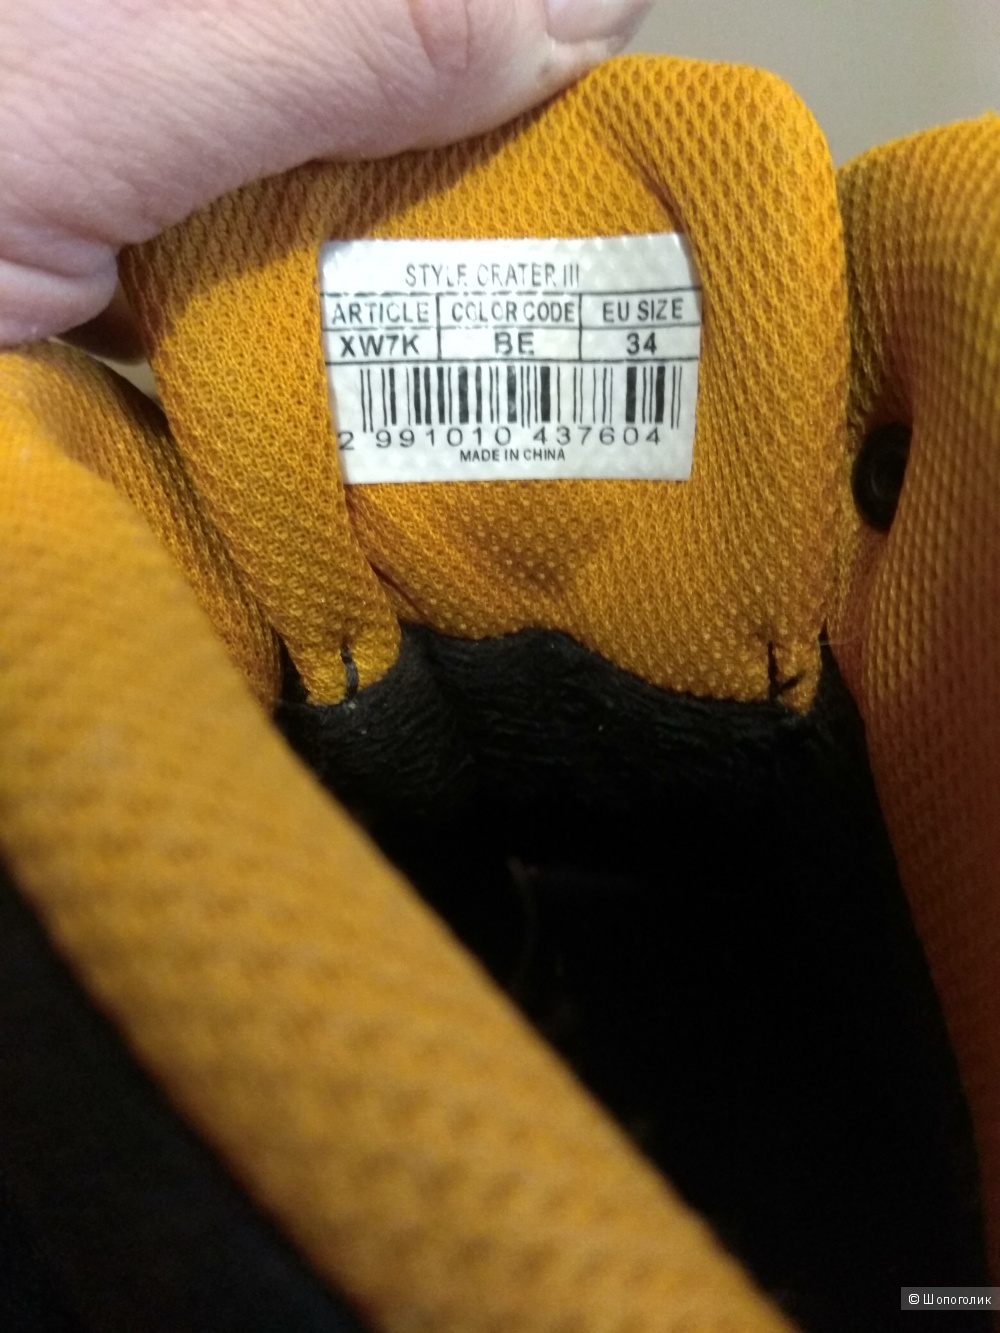 STYLE CRATER III
ARTICLE COLOR CODE EU SIZE
XW7K BE 34
2 991010 437604
MADE IN CHINA
© Шопоголик